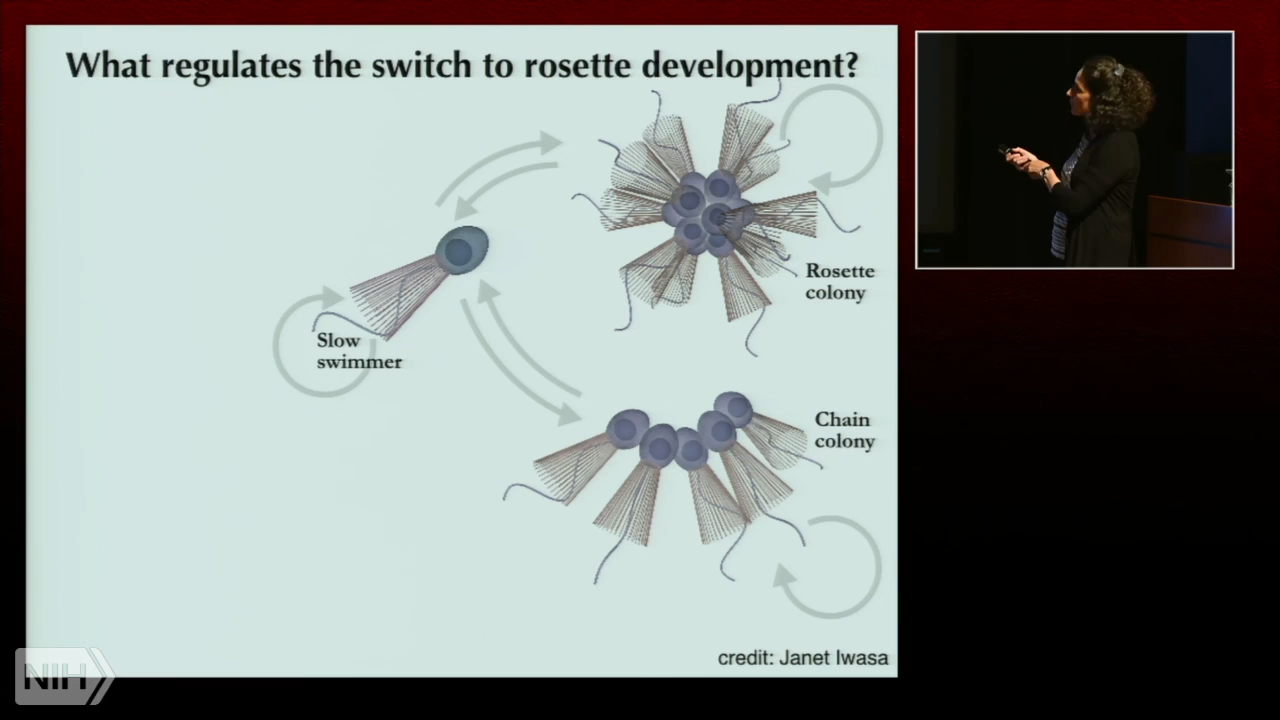 What regulates the switch to rosette development?
Rosette
colony
Slow
swimmer
Chain
colony
credit: Janet Iwasa
NIH